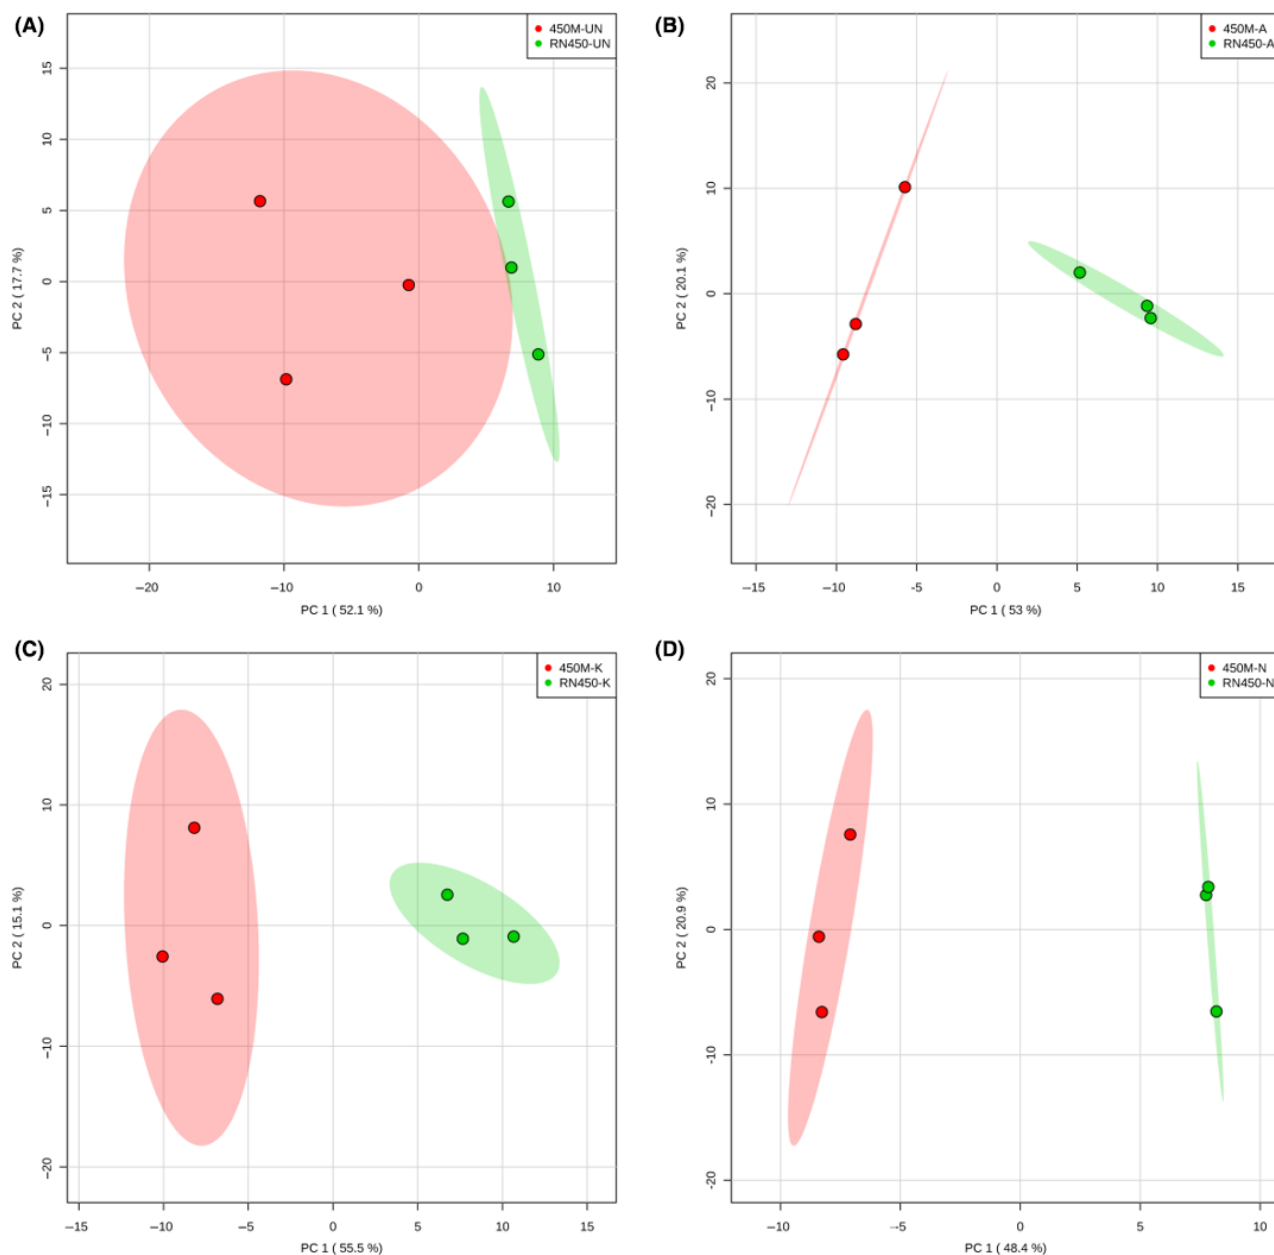 (A)
450M-UN
RN450-UN
15
10
5
0
−5
−10
−15
PC 2 ( 17.7 %)
−20
−10
0
10
PC 1 ( 52.1 %)
(B)
450M-A
RN450-A
20
10
0
−10
−20
PC 2 ( 20.1 %)
−15
−10
-5
0
5
10
15
PC 1 ( 53 %)
(C)
450M-K
RN450-K
20
10
0
−10
−20
PC 2 ( 15.1 %)
−15
−10
−5
0
5
10
15
PC 1 ( 55.5 %)
(D)
450M-N
RN450-N
20
10
0
−10
−20
PC 2 ( 20.9 %)
−10
−5
0
5
10
PC 1 ( 48.4 %)